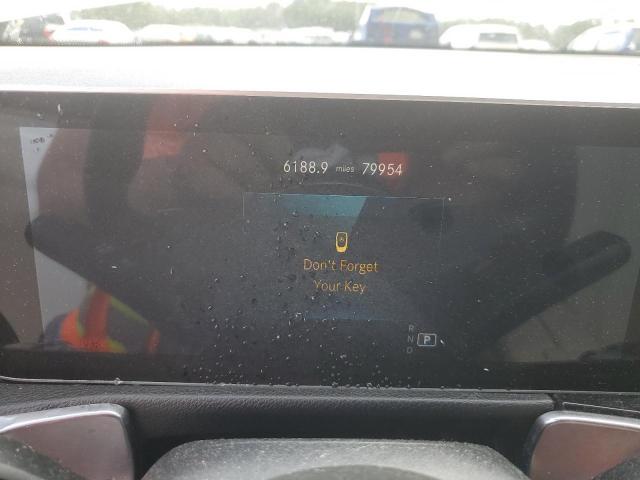 6188.9 miles 79954
Don't Forget
Your Key
R
N P
D